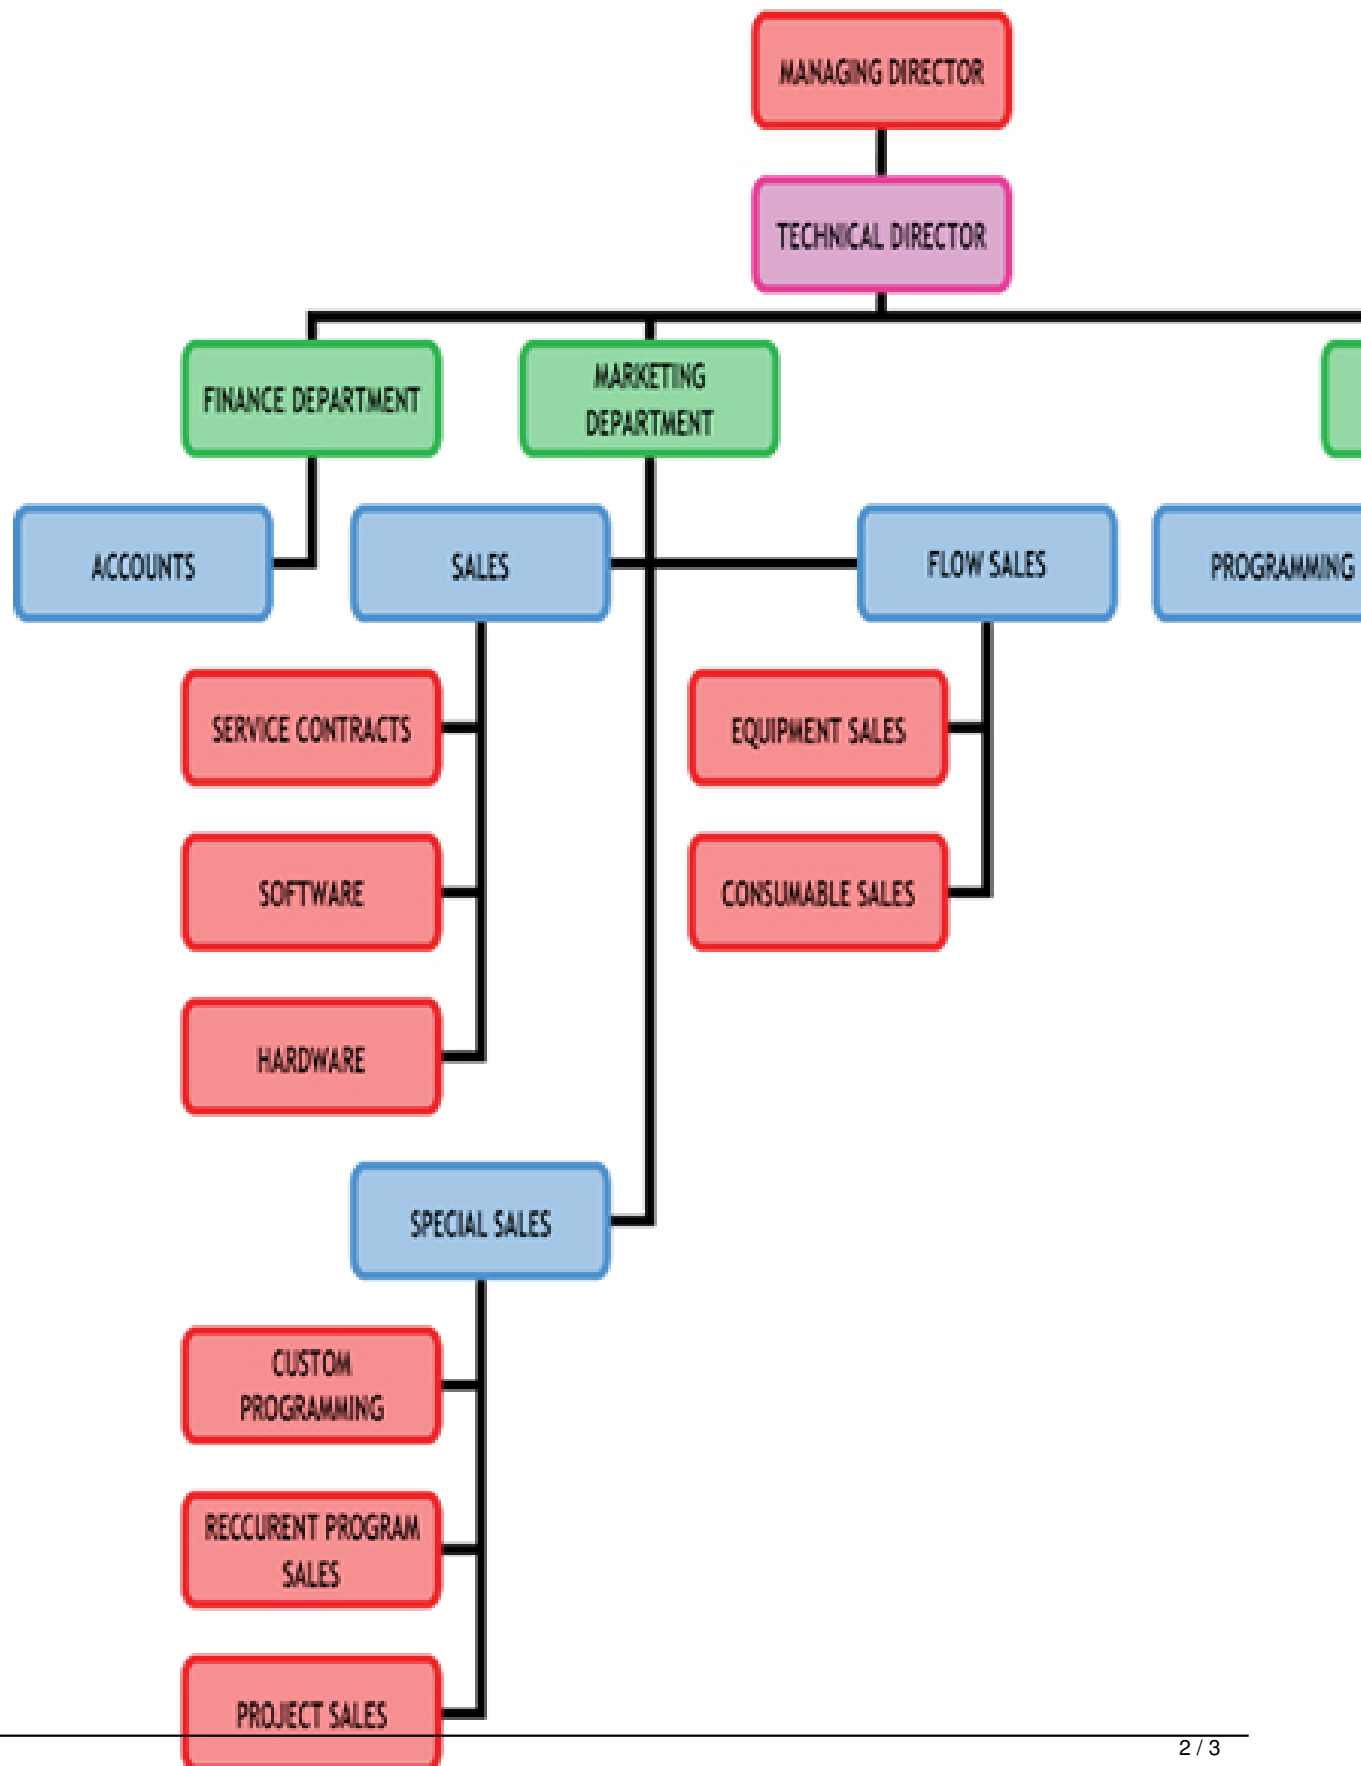 MANAGING DIRECTOR
TECHNICAL DIRECTOR
FINANCE DEPARTMENT
MARKETING
DEPARTMENT
ACCOUNTS
SALES
FLOW SALES
PROGRAMMING
SERVICE CONTRACTS
EQUIPMENT SALES
SOFTWARE
CONSUMABLE SALES
HARDWARE
SPECIAL SALES
CUSTOM
PROGRAMMING
RECCURENT PROGRAM
SALES
PROJECT SALES
2 / 3